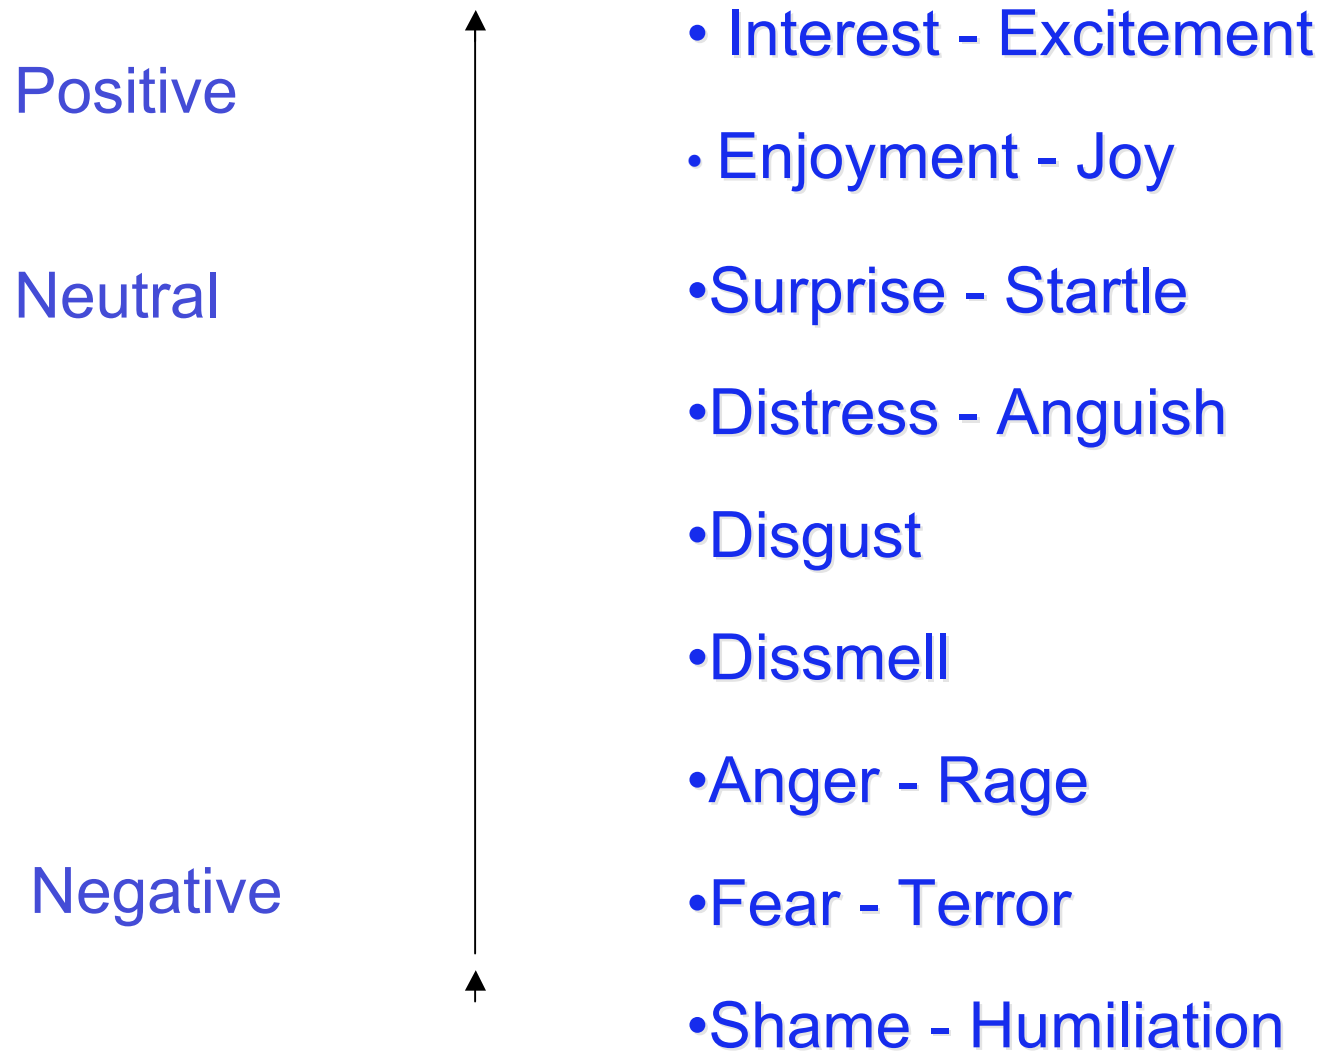 Positive
Neutral
Negative
• Interest - Excitement
• Enjoyment - Joy
•Surprise - Startle
•Distress - Anguish
•Disgust
•Dissmell
•Anger - Rage
•Fear - Terror
•Shame - Humiliation